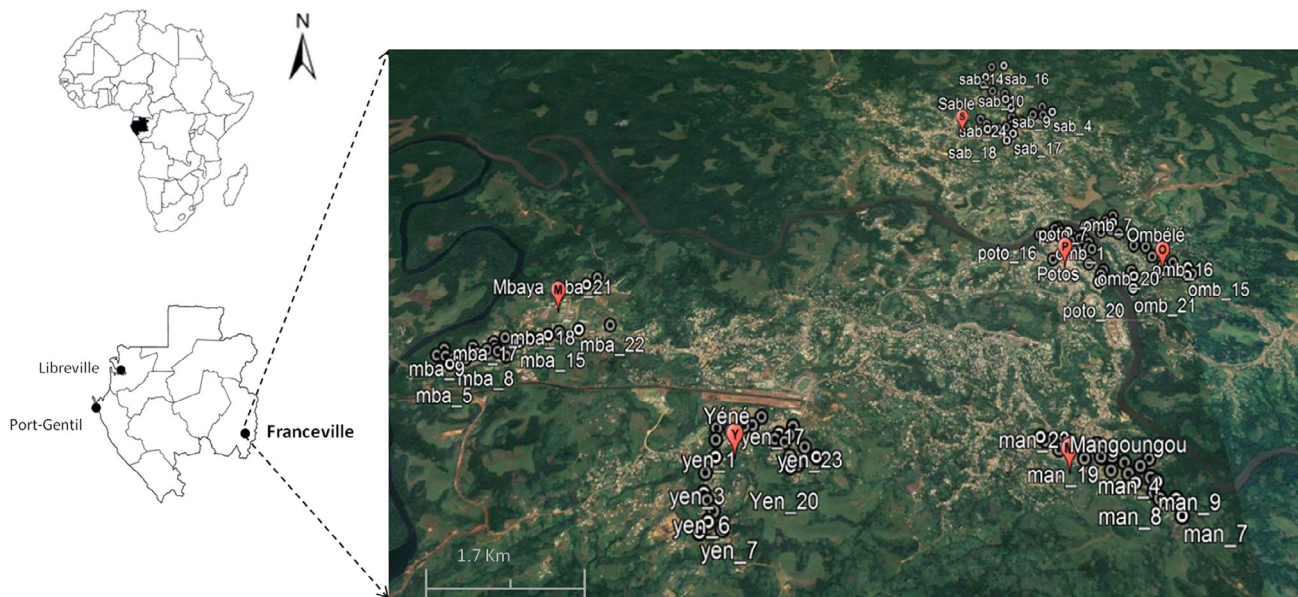 N
Libreville
Port-Gentil
Franceville
sab_14
sab_16
Sable
sab_10
S
sab_9
sab_4
sab_24
sab_18
sab_17
poto_7
omb_7
Ombélé
poto_16
P
omb_1
O
Potos
omb_20
omb_16
omb_15
poto_20
omb_21
Mbaya
M
mba_21
mba_18
mba_22
mba_17
mba_15
mba_9
mba_8
mba_5
Yéné
Y
yen_17
yen_1
yen_23
yen_3
Yen_20
yen_6
yen_7
Mangoungou
man_19
man_4
man_9
man_8
man_7
1.7 Km